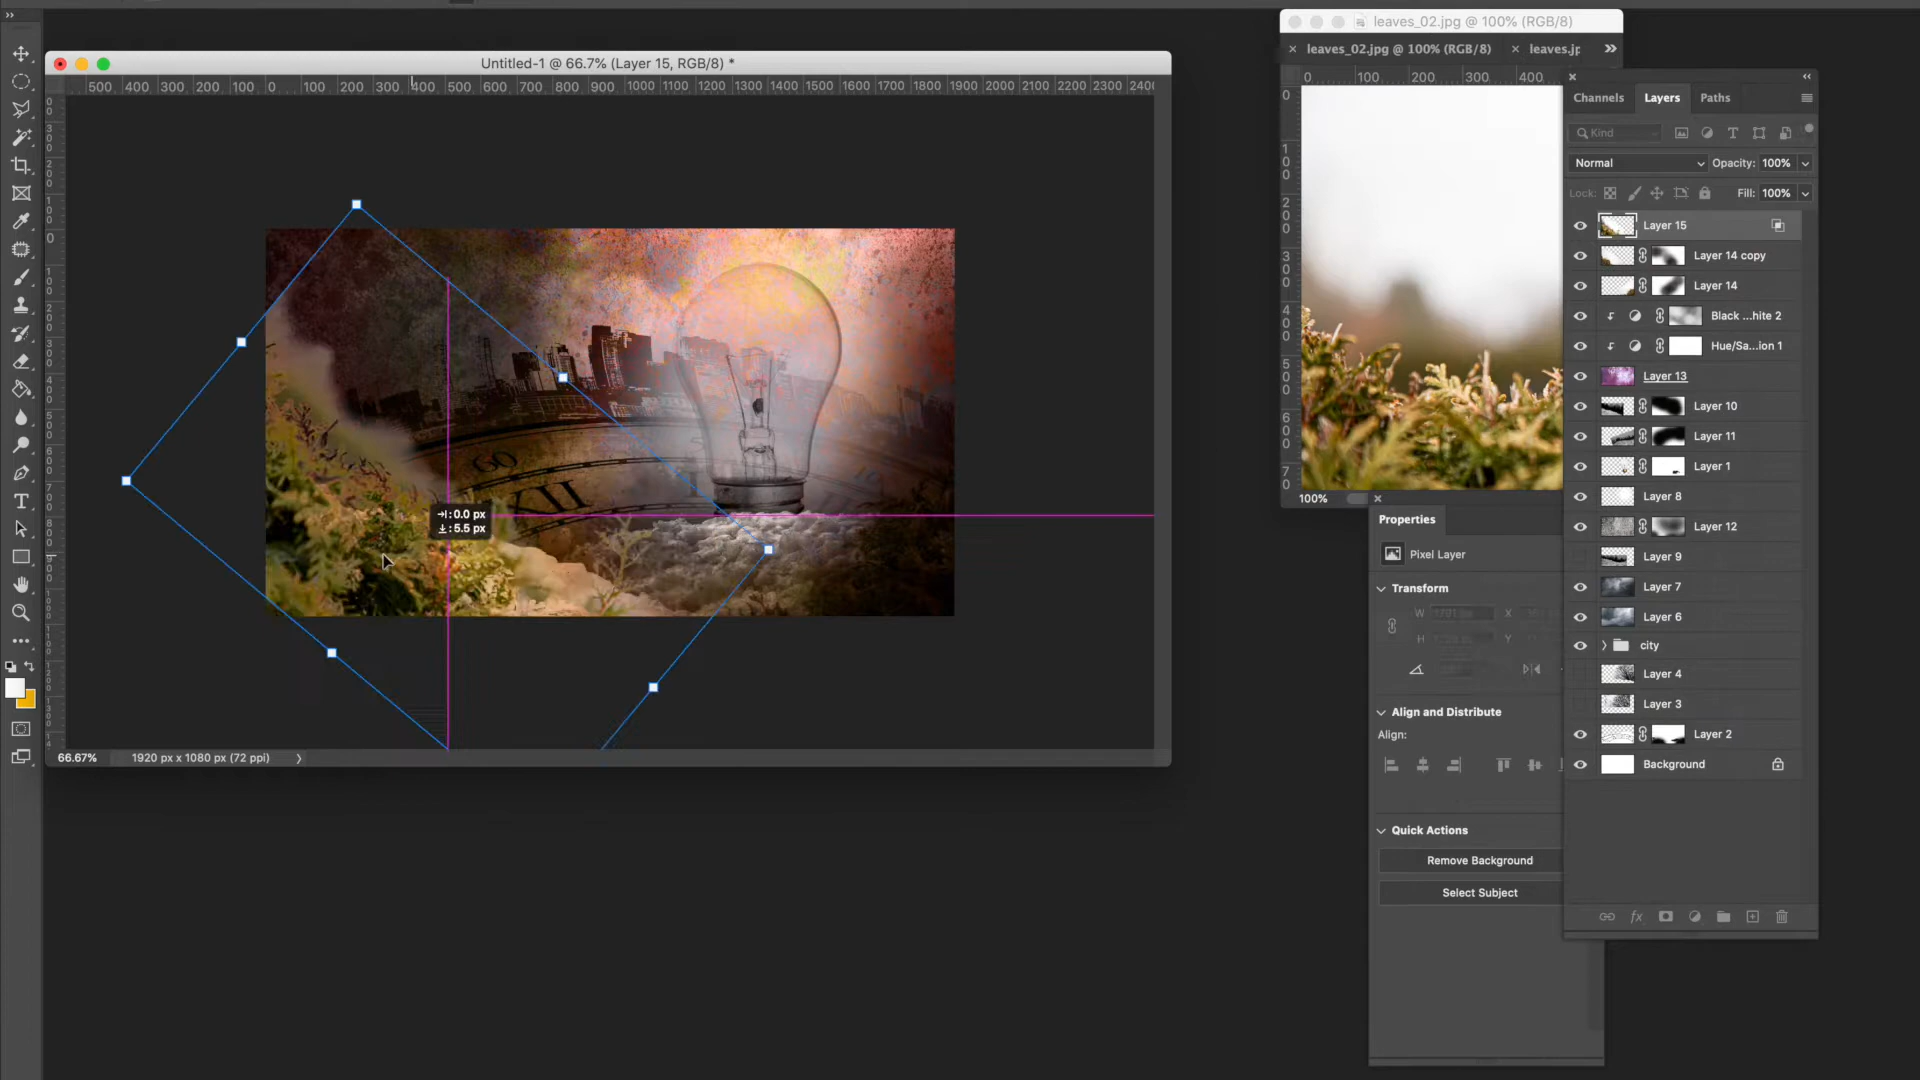 Untitled-1 @ 66.7% (Layer 15, RGB/8) *
500 400 300 200 100 0 100 200 300 400 500 600 700 800 900 1000 1100 1200 1300 1400 1500 1600 1700 1800 1900 2000 2100 2200 2300 240
60
XII
10
→|: 0.0 px
↓: 5.5 px
66.67%
1920 px x 1080 px (72 ppi)
leaves_02.jpg @ 100% (RGB/8)
leaves_02.jpg @ 100% (RGB/8)
leaves.jp
0 100 200 300 400
100%
Properties
Pixel Layer
Transform
W
X
H
Y
Align and Distribute
Align:
Quick Actions
Remove Background
Select Subject
Channels
Layers
Paths
Kind
Normal
Opacity: 100%
Lock:
Fill: 100%
Layer 15
Layer 14 copy
Layer 14
Black ...hite 2
Hue/Sa...ion 1
Layer 13
Layer 10
Layer 11
Layer 1
Layer 8
Layer 12
Layer 9
Layer 7
Layer 6
city
Layer 4
Layer 3
Layer 2
Background
fx